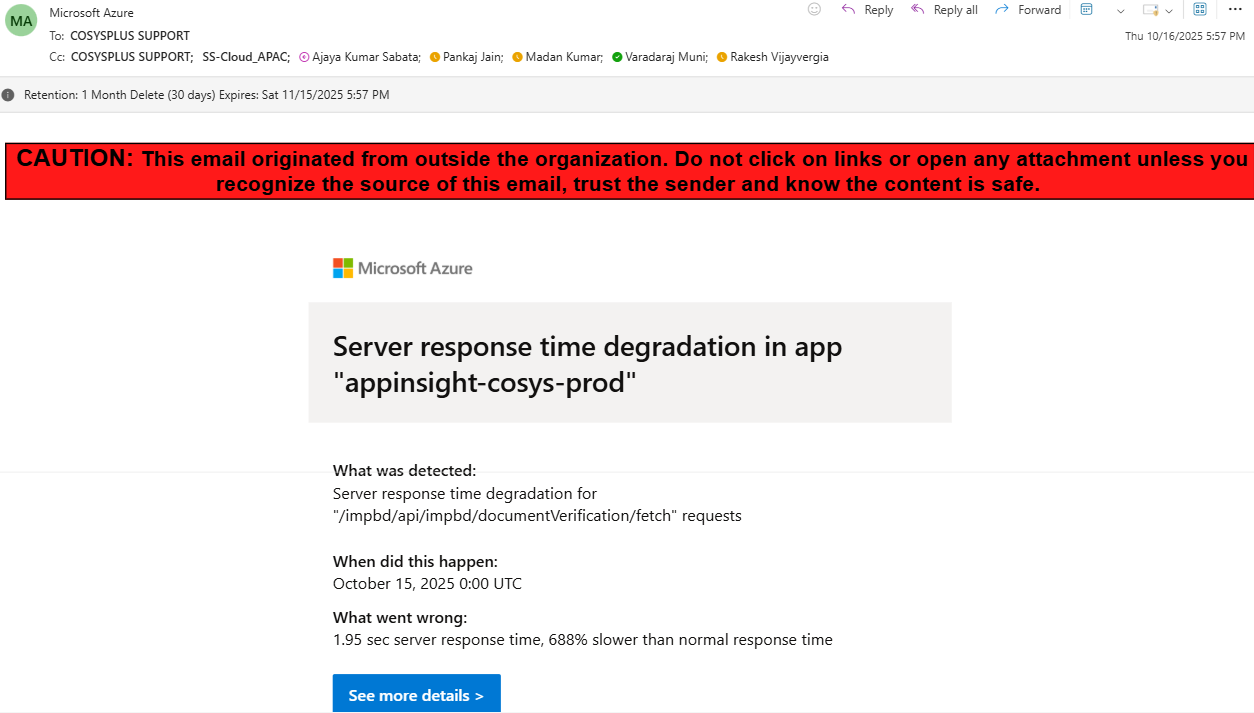 MA
Microsoft Azure
Reply
Reply all
Forward
To: COSYSPLUS SUPPORT
Thu 10/16/2025 5:57 PM
Cc: COSYSPLUS SUPPORT; SS-Cloud_APAC; Ajaya Kumar Sabata; Pankaj Jain; Madan Kumar; Varadaraj Muni; Rakesh Vijayvergia
Retention: 1 Month Delete (30 days) Expires: Sat 11/15/2025 5:57 PM
CAUTION: This email originated from outside the organization. Do not click on links or open any attachment unless you
recognize the source of this email, trust the sender and know the content is safe.
Microsoft Azure
Server response time degradation in app
"appinsight-cosys-prod"
What was detected:
Server response time degradation for
"/impbd/api/impbd/documentVerification/fetch" requests
When did this happen:
October 15, 2025 0:00 UTC
What went wrong:
1.95 sec server response time, 688% slower than normal response time
See more details >